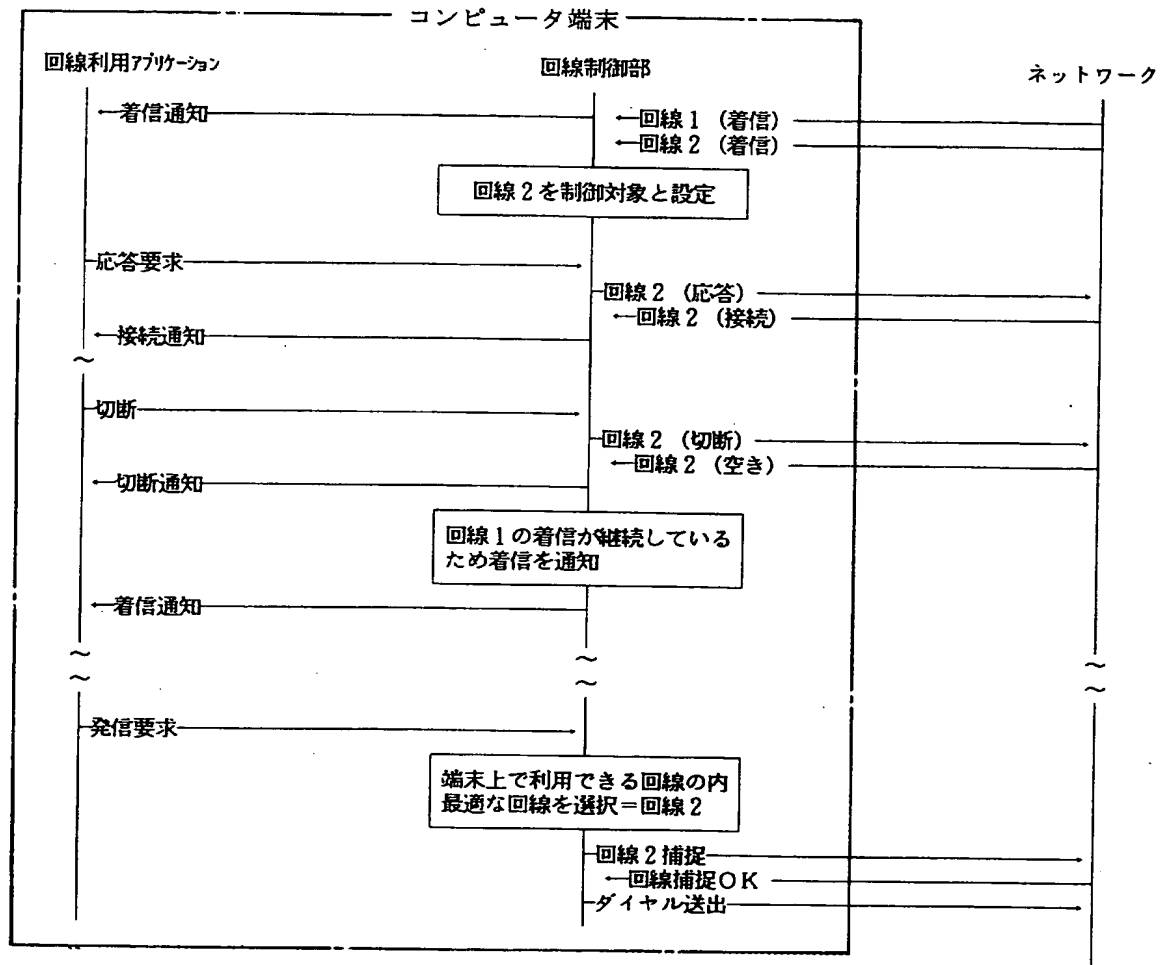 コンピュータ端末
回線利用アプリケーション
回線制御部
ネットワーク
着信通知
回線1 (着信)
回線2 (着信)
回線2を制御対象と設定
応答要求
回線2 (応答)
回線2 (接続)
接続通知
切断
回線2 (切断)
回線2 (空き)
切断通知
回線1の着信が継続している
ため着信を通知
着信通知
発信要求
端末上で利用できる回線の内
最適な回線を選択=回線2
回線2捕捉
回線捕捉OK
ダイヤル送出